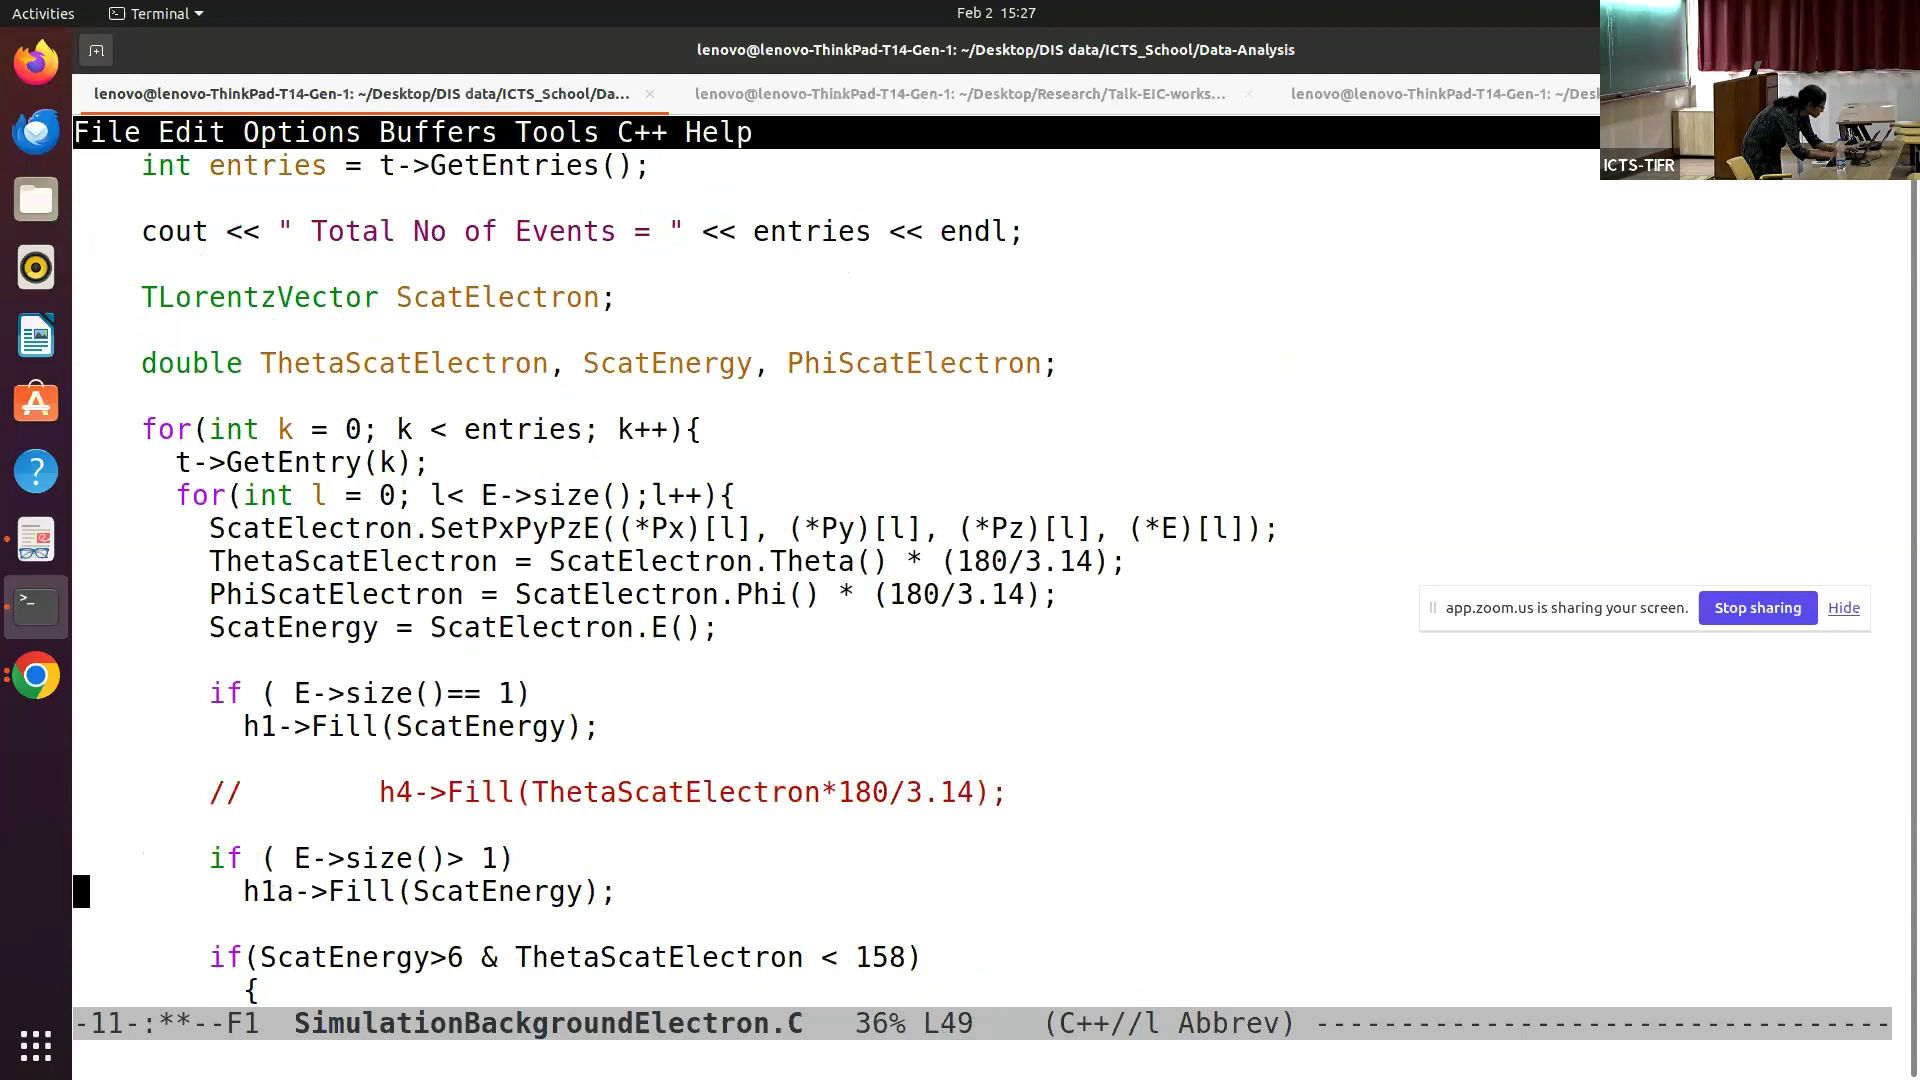 Activities
Terminal
Feb 2 15:27
lenovo@lenovo-ThinkPad-T14-Gen-1: ~/Desktop/DIS data/ICTS_School/Data-Analysis
lenovo@lenovo-ThinkPad-T14-Gen-1: ~/Desktop/DIS data/ICTS_School/Da...
lenovo@lenovo-ThinkPad-T14-Gen-1: ~/Desktop/Research/Talk-EIC-works...
lenovo@lenovo-ThinkPad-T14-Gen-1: ~/Des
ICTS-TIFR
File Edit Options Buffers Tools C++ Help
int entries = t->GetEntries();
cout << " Total No of Events = " << entries << endl;
TLorentzVector ScatElectron;
double ThetaScatElectron, ScatEnergy, PhiScatElectron;
for(int k = 0; k < entries; k++){
t->GetEntry(k);
for(int l = 0; l< E->size();l++){
ScatElectron.SetPxPyPzE((*Px)[l], (*Py)[l], (*Pz)[l], (*E)[l]);
ThetaScatElectron = ScatElectron.Theta() * (180/3.14);
PhiScatElectron = ScatElectron.Phi() * (180/3.14);
ScatEnergy = ScatElectron.E();
app.zoom.us is sharing your screen.
Stop sharing
Hide
if ( E->size()== 1)
h1->Fill(ScatEnergy);
// h4->Fill(ThetaScatElectron*180/3.14);
if ( E->size()> 1)
h1a->Fill(ScatEnergy);
if(ScatEnergy>6 & ThetaScatElectron < 158)
{
-11-:**--F1 SimulationBackgroundElectron.C 36% L49 (C++//l Abbrev) ----------------------------------